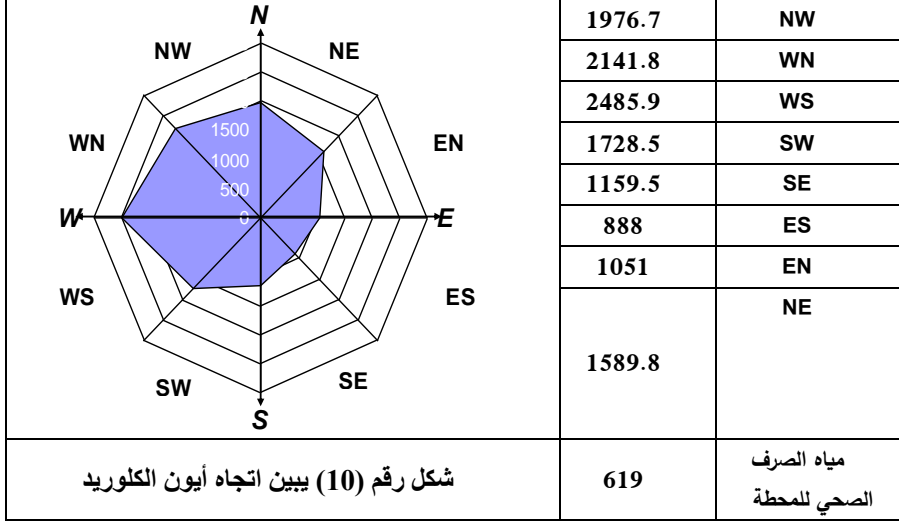 N
NW
NE
WN
EN
1500
1000
500
0
W
E
WS
ES
SW
SE
S
1976.7 NW
2141.8 WN
2485.9 WS
1728.5 SW
1159.5 SE
888 ES
1051 EN
NE
1589.8
شكل رقم (10) يبين اتجاه أيون الكلوريد
619
مياه الصرف
الصحي للمحطة